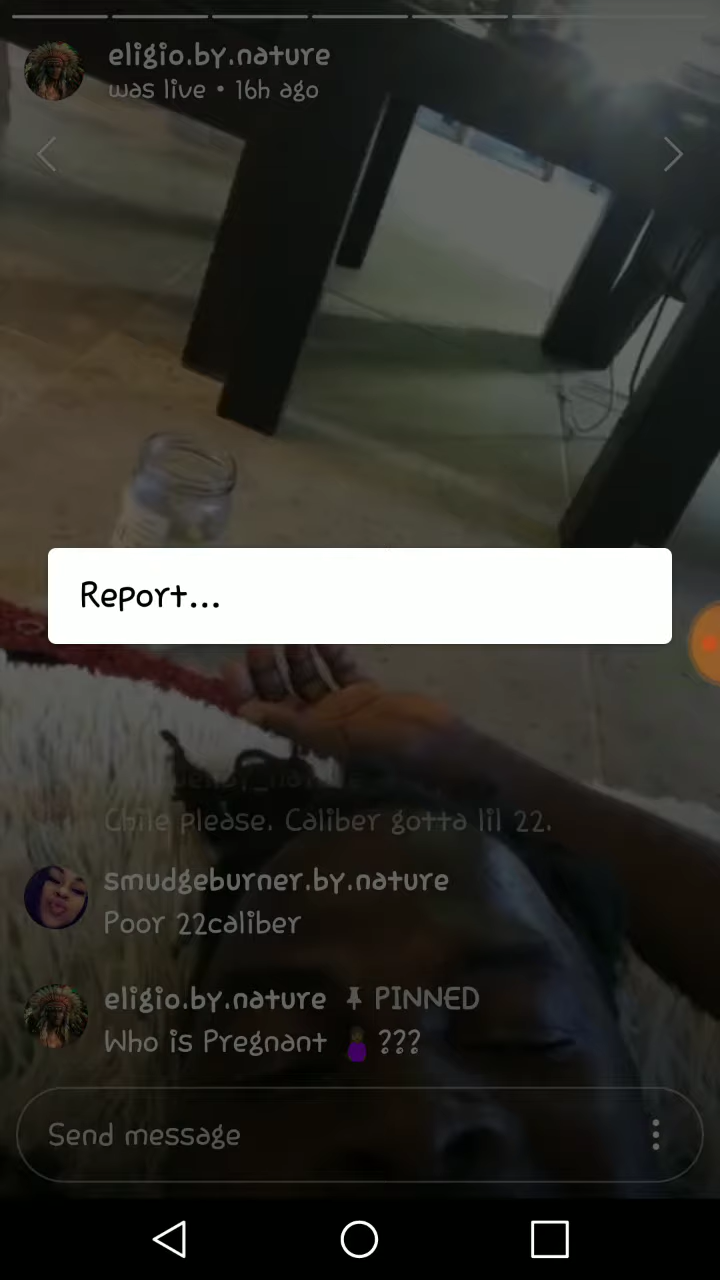 eligio.by.nature
was live • 16h ago
Report...
Chile please. Caliber gotta lil 22.
smudgeburner.by.nature
Poor 22caliber
eligio.by.nature PINNED
Who is Pregnant ???
Send message